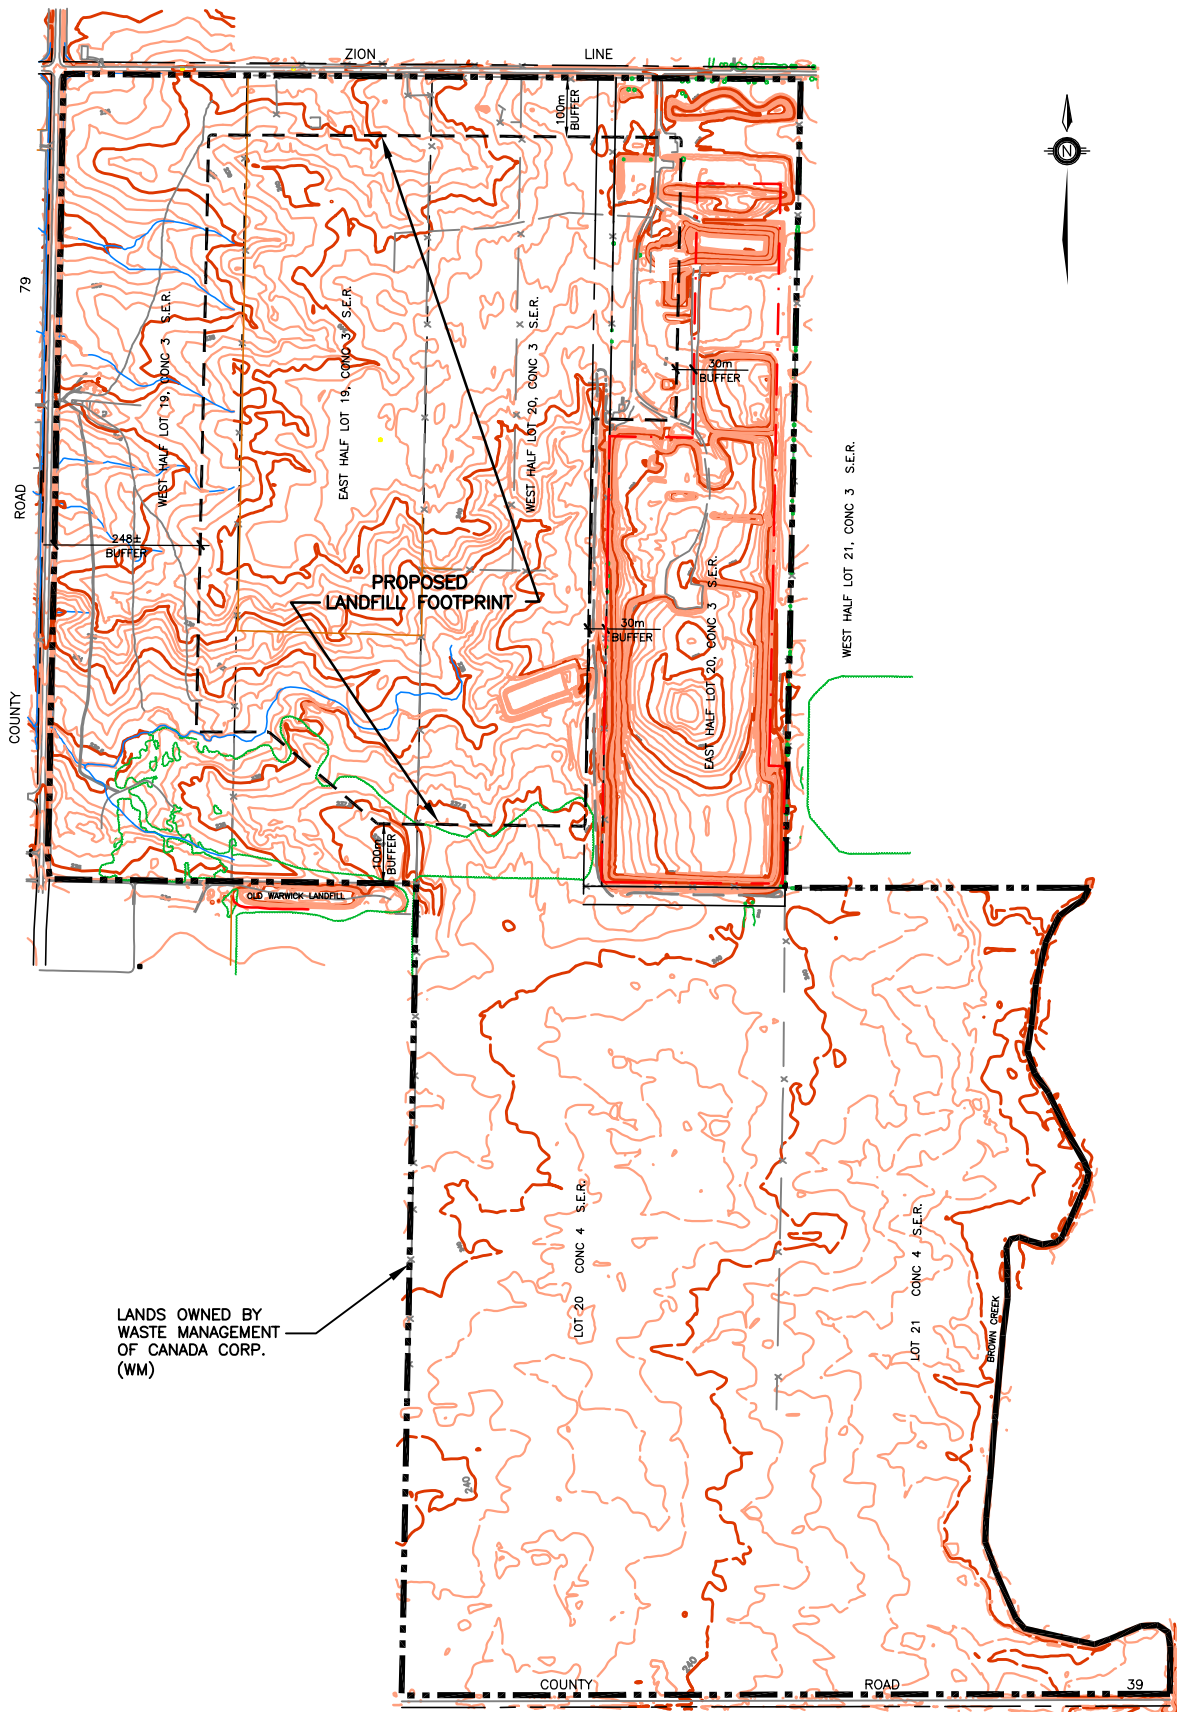 ZION LINE
100m
BUFFER
N
79
ROAD
COUNTY
WEST HALF LOT 19, CONC 3 S.E.R.
EAST HALF LOT 19, CONC 3 S.E.R.
WEST HALF LOT 20, CONC 3 S.E.R.
30m
BUFFER
WEST HALF LOT 21, CONC 3 S.E.R.
248±
BUFFER
PROPOSED
LANDFILL FOOTPRINT
30m
BUFFER
EAST HALF LOT 20, CONC 3 S.E.R.
100m
BUFFER
OLD WARWICK LANDFILL
240
LOT 20 CONC 4 S.E.R.
LOT 21 CONC 4 S.E.R.
BROWN CREEK
LANDS OWNED BY
WASTE MANAGEMENT
OF CANADA CORP.
(WM)
240
240
COUNTY ROAD 39